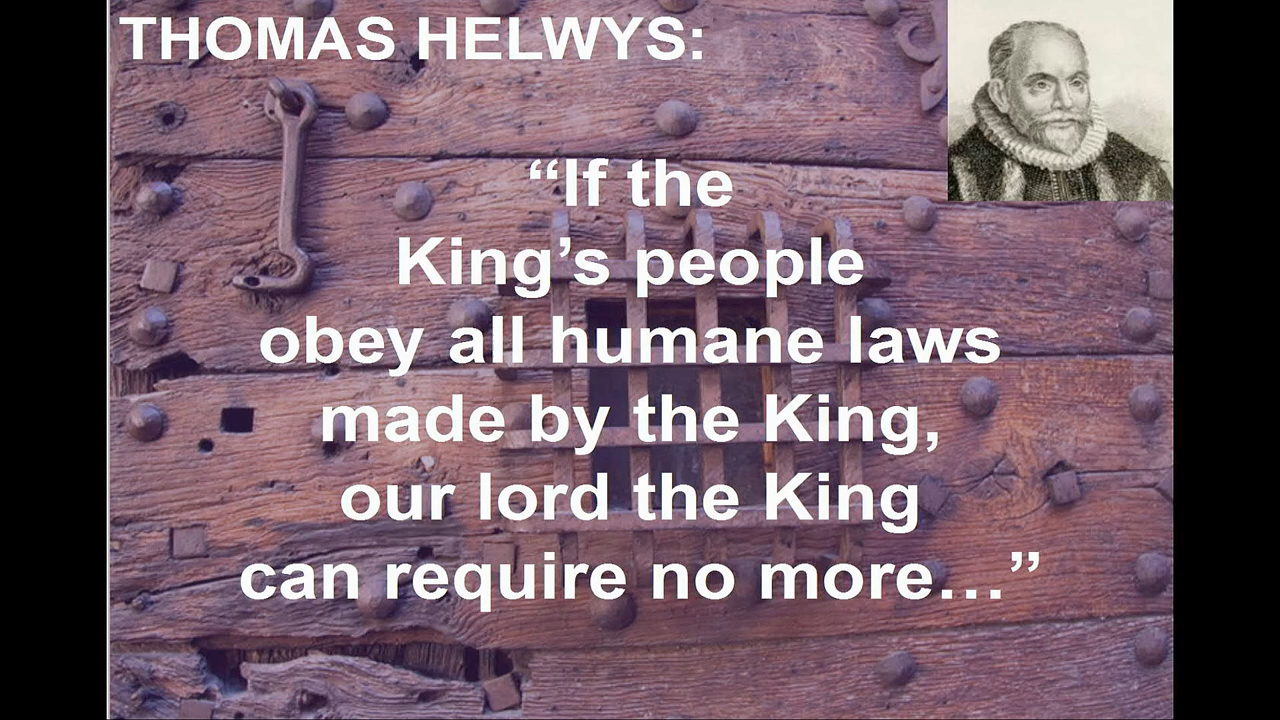 THOMAS HELWYS:
“If the
King’s people
obey all humane laws
made by the King,
our lord the King
can require no more…”